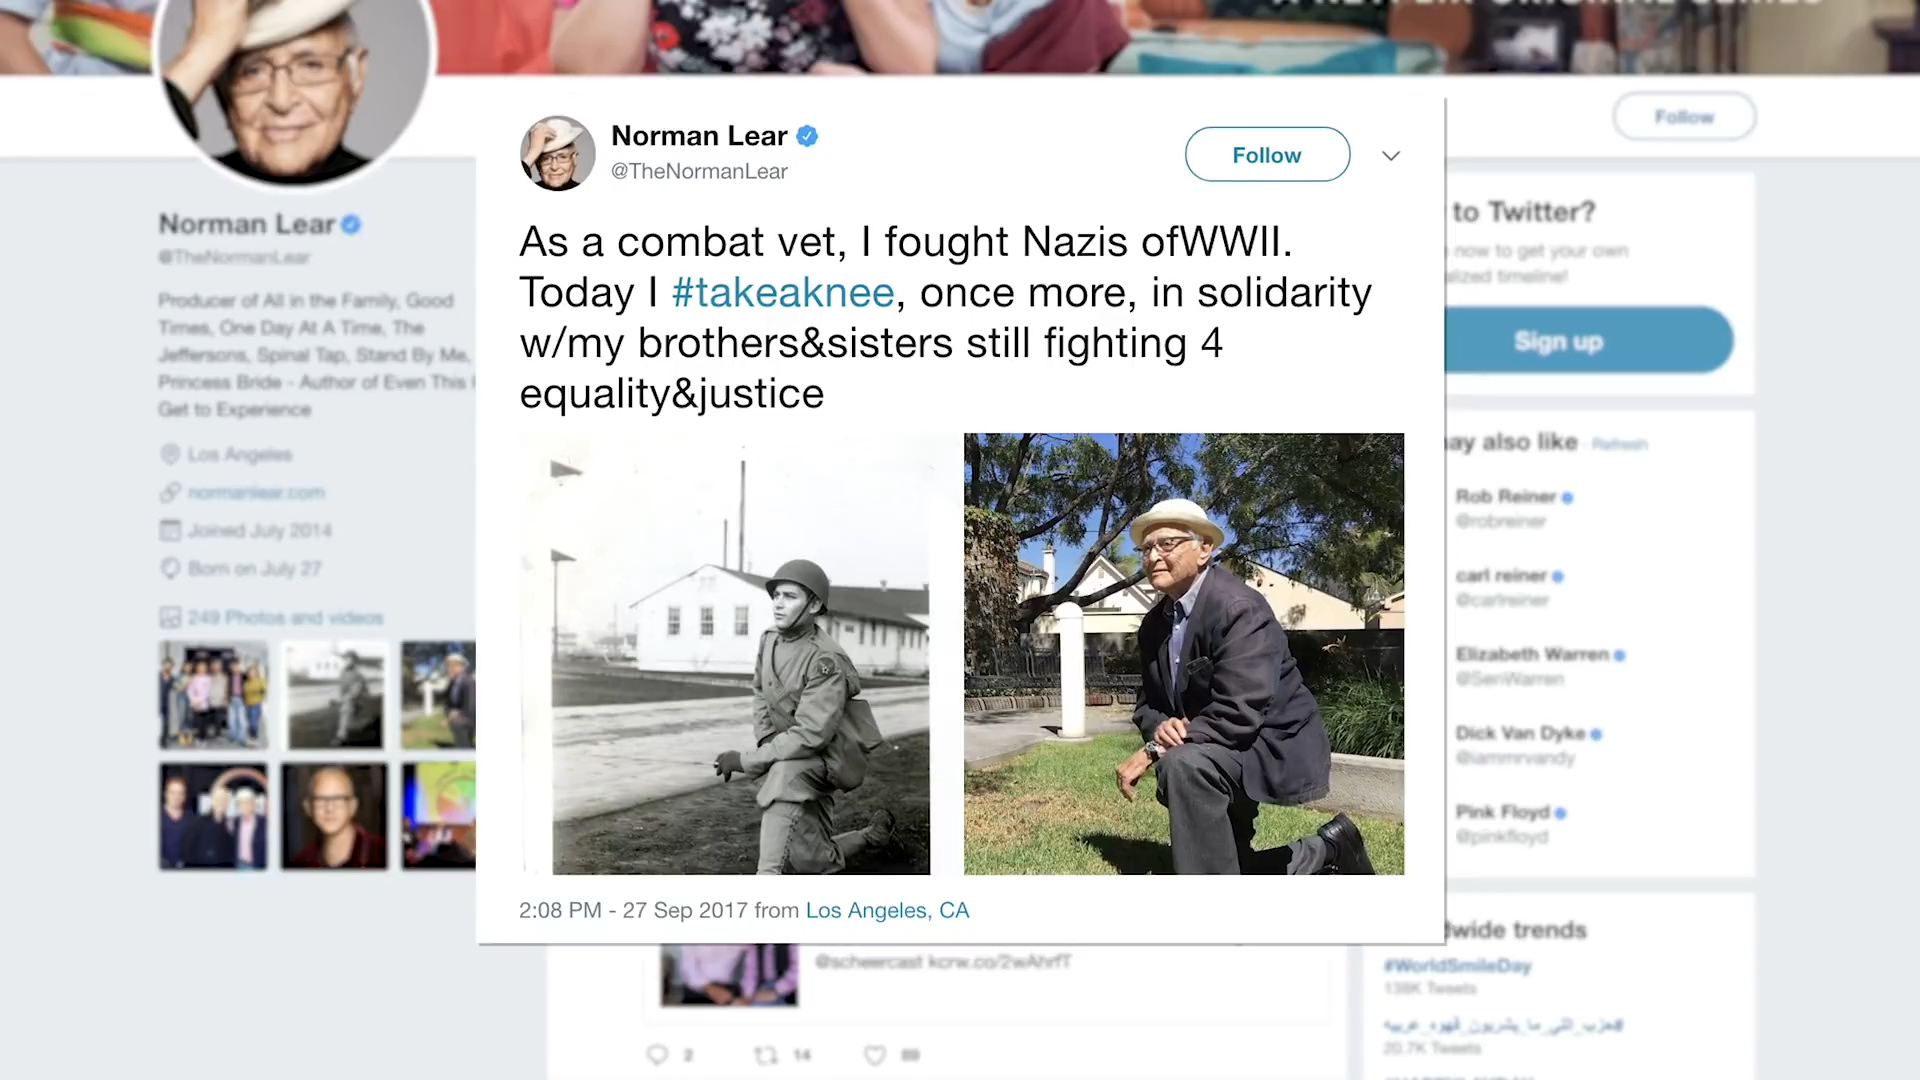 Norman Lear
@TheNormanLear
Follow
As a combat vet, I fought Nazis ofWWII.
Today I #takeaknee, once more, in solidarity
w/my brothers&sisters still fighting 4
equality&justice
2:08 PM - 27 Sep 2017 from Los Angeles, CA
Norman Lear
@TheNormanLear
Producer of All in the Family, Good
Times, One Day At A Time, The
Jeffersons, Spinal Tap, Stand By Me,
Princess Bride - Author of Even This I
Get to Experience
Los Angeles
normanlear.com
Joined July 2014
Born on July 27
249 Photos and videos
Follow
to Twitter?
now to get your own
Sign up
also like Refresh
Rob Reiner
@robreiner
carl reiner
@carlreiner
Elizabeth Warren
@SenWarren
Dick Van Dyke
@iammrvandy
Pink Floyd
@pinkfloyd
trends
#WorldSmileDay
138K Tweets
20.7K Tweets
@scheercast kcrw.co/2wAhrfT
2 14 89